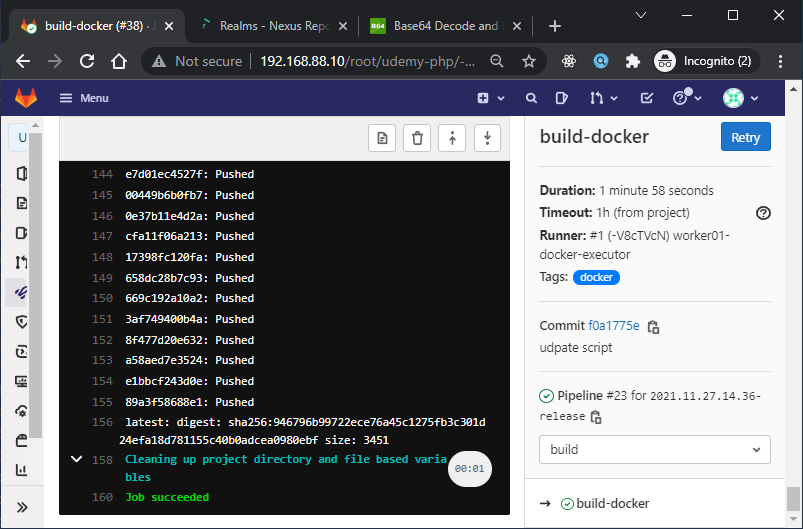 build-docker (#38) · J
Realms - Nexus Repo
B64
Base64 Decode and
Not secure
192.168.88.10/root/udemy-php/-...
Incognito (2)
Menu
U
144 e7d01ec4527f: Pushed
145 00449b6b0fb7: Pushed
146 0e37b11e4d2a: Pushed
147 cfa11f06a213: Pushed
148 17398fc120fa: Pushed
149 658dc28b7c93: Pushed
150 669c192a10a2: Pushed
151 3af749400b4a: Pushed
152 8f477d20e632: Pushed
153 a58aed7e3524: Pushed
154 e1bbcf243d0e: Pushed
155 89a3f58688e1: Pushed
156 latest: digest: sha256:946796b99722ece76a45c1275fb3c301d
24efa18d781155c40b0adcea0980ebf size: 3451
158 Cleaning up project directory and file based varia
bles
00:01
160 Job succeeded
build-docker
Retry
Duration: 1 minute 58 seconds
Timeout: 1h (from project)
Runner: #1 (-V8cTVcN) worker01-
docker-executor
Tags: docker
Commit f0a1775e
udpate script
Pipeline #23 for 2021.11.27.14.36-
release
build
→ build-docker